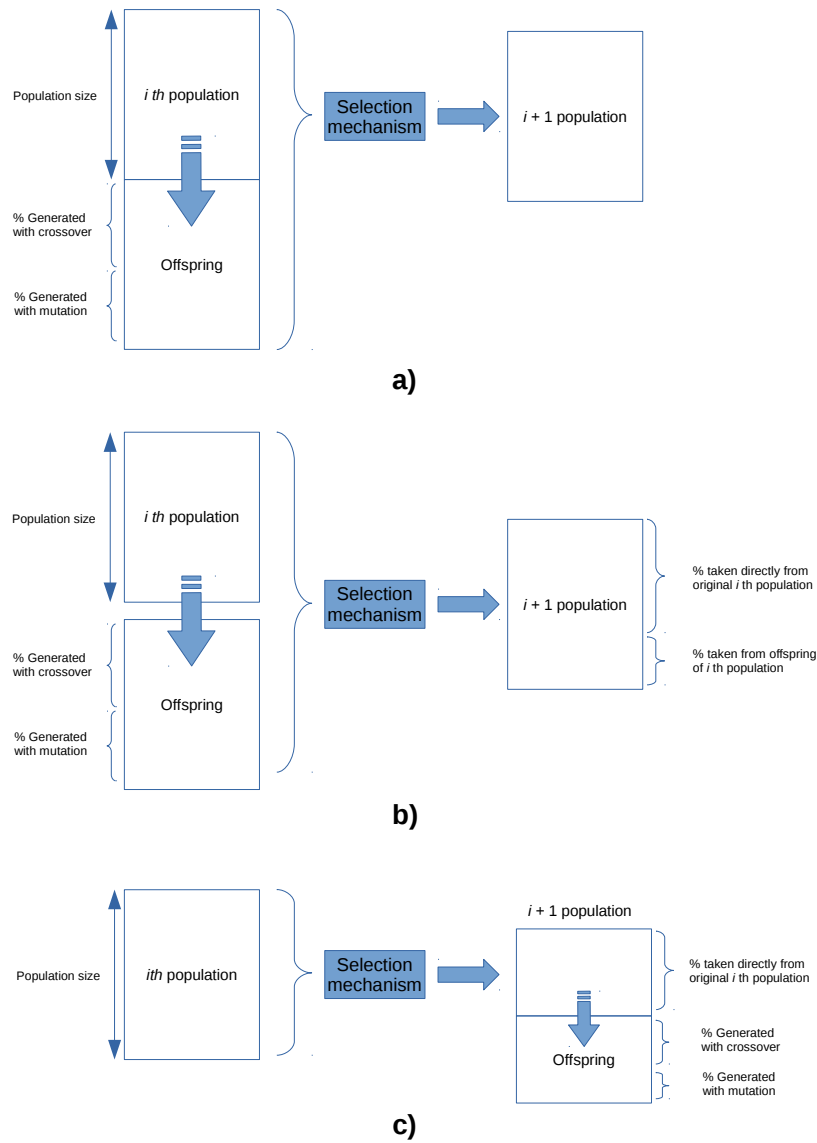 Population size
i th population
Selection
mechanism
i + 1 population
% Generated
with crossover
Offspring
% Generated
with mutation
a)
Population size
i th population
Selection
mechanism
i + 1 population
% taken directly from
original i th population
% Generated
with crossover
% taken from offspring
of i th population
Offspring
% Generated
with mutation
b)
i + 1 population
Population size
ith population
Selection
mechanism
% taken directly from
original i th population
% Generated
with crossover
Offspring
% Generated
with mutation
c)